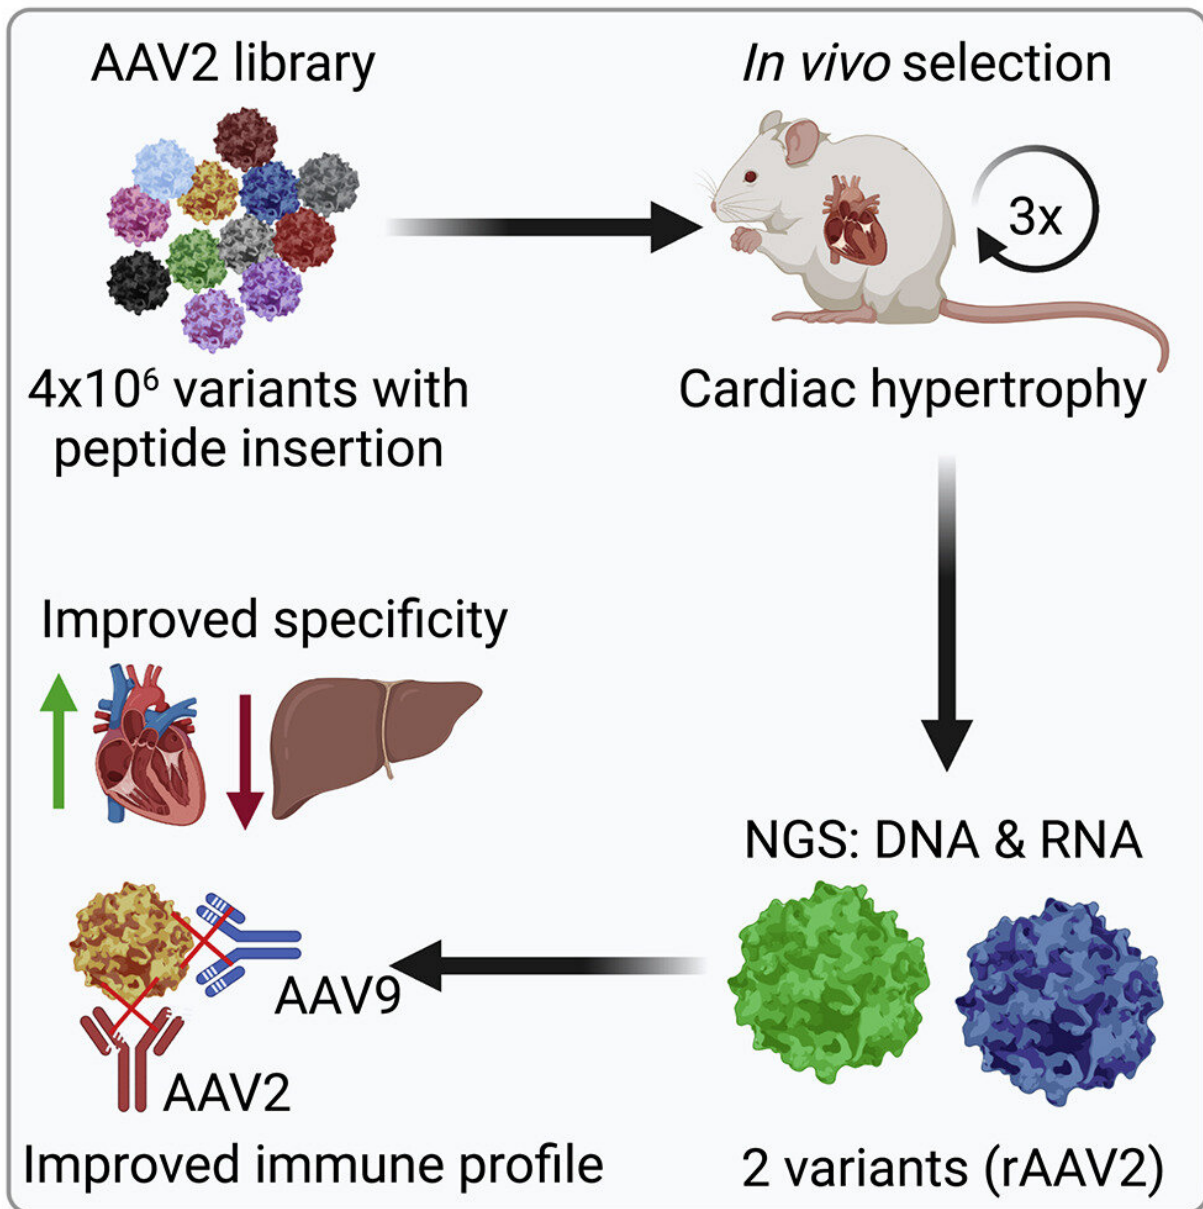 AAV2 library
In vivo selection
3x
4x10⁶ variants with
peptide insertion
Cardiac hypertrophy
Improved specificity
NGS: DNA & RNA
AAV9
AAV2
Improved immune profile
2 variants (rAAV2)